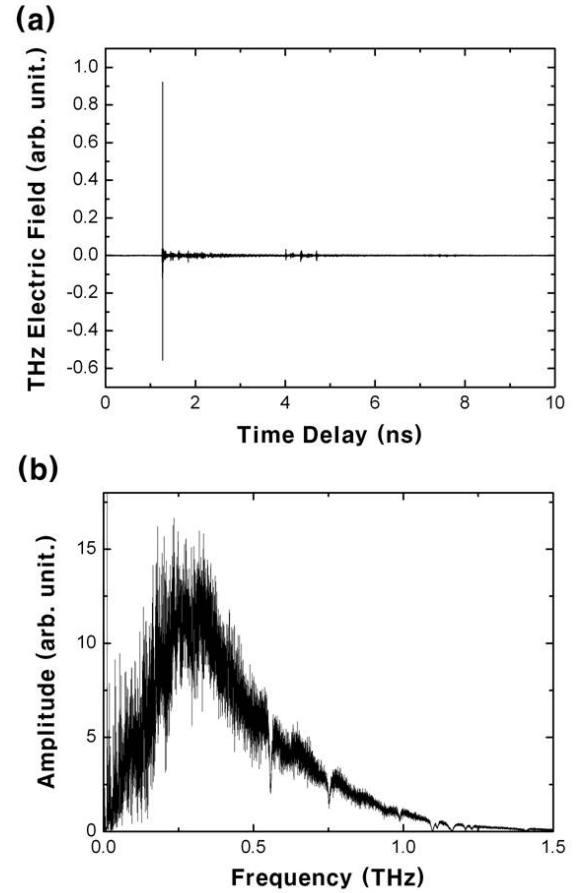 (a)
THz Electric Field (arb. unit.)
1.0
0.8
0.6
0.4
0.2
0.0
-0.2
-0.4
-0.6
0 2 4 6 8 10
Time Delay (ns)
(b)
Amplitude (arb. unit.)
15
10
5
0
0.0 0.5 1.0 1.5
Frequency (THz)